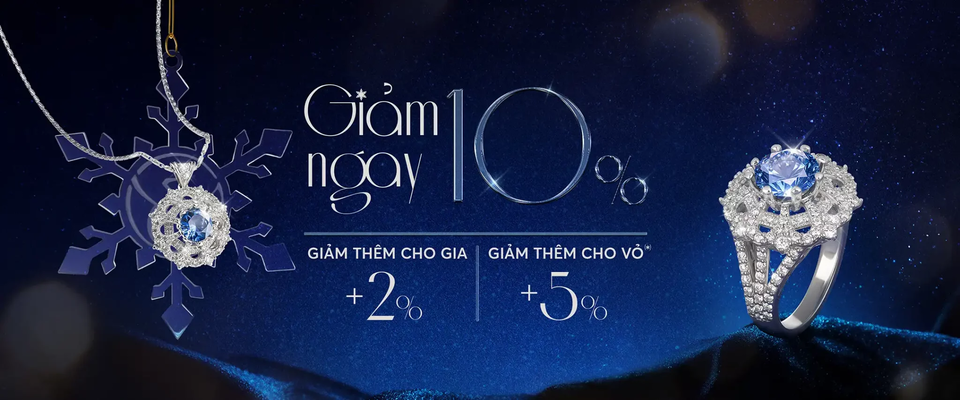 Giảm
ngay
10%
GIẢM THÊM CHO GIA
+2%
GIẢM THÊM CHO VỎ(*)
+5%